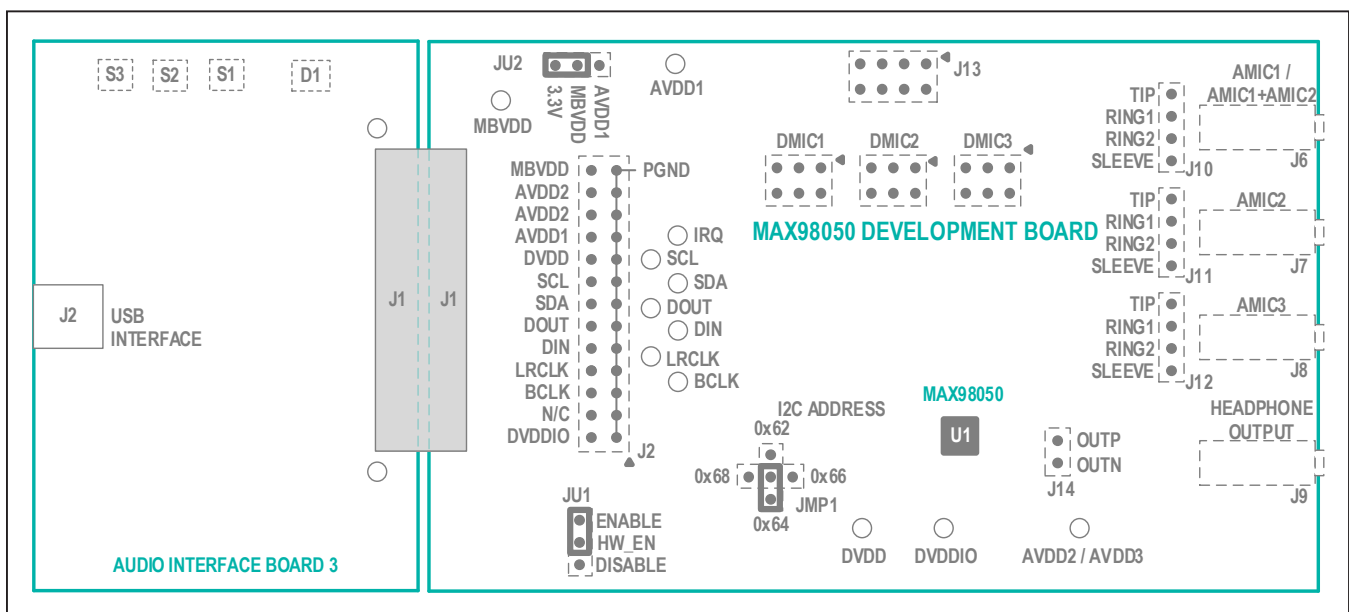 S3
S2
S1
D1
J2
USB
INTERFACE
J1
J1
AUDIO INTERFACE BOARD 3
JU2
3.3V
MBVDD
AVDD1
MBVDD
AVDD1
J13
DMIC1
DMIC2
DMIC3
MAX98050 DEVELOPMENT BOARD
MBVDD
PGND
AVDD2
AVDD2
AVDD1
DVDD
SCL
SDA
DOUT
DIN
LRCLK
BCLK
N/C
DVDDIO
J2
IRQ
SCL
SDA
DOUT
DIN
LRCLK
BCLK
JU1
ENABLE
HW_EN
DISABLE
I2C ADDRESS
0x62
0x68
0x66
JMP1
0x64
MAX98050
U1
DVDD
DVDDIO
AVDD2 / AVDD3
OUTP
OUTN
J14
AMIC1 /
AMIC1+AMIC2
TIP
RING1
RING2
SLEEVE
J10
J6
AMIC2
TIP
RING1
RING2
SLEEVE
J11
J7
AMIC3
TIP
RING1
RING2
SLEEVE
J12
J8
HEADPHONE
OUTPUT
J9